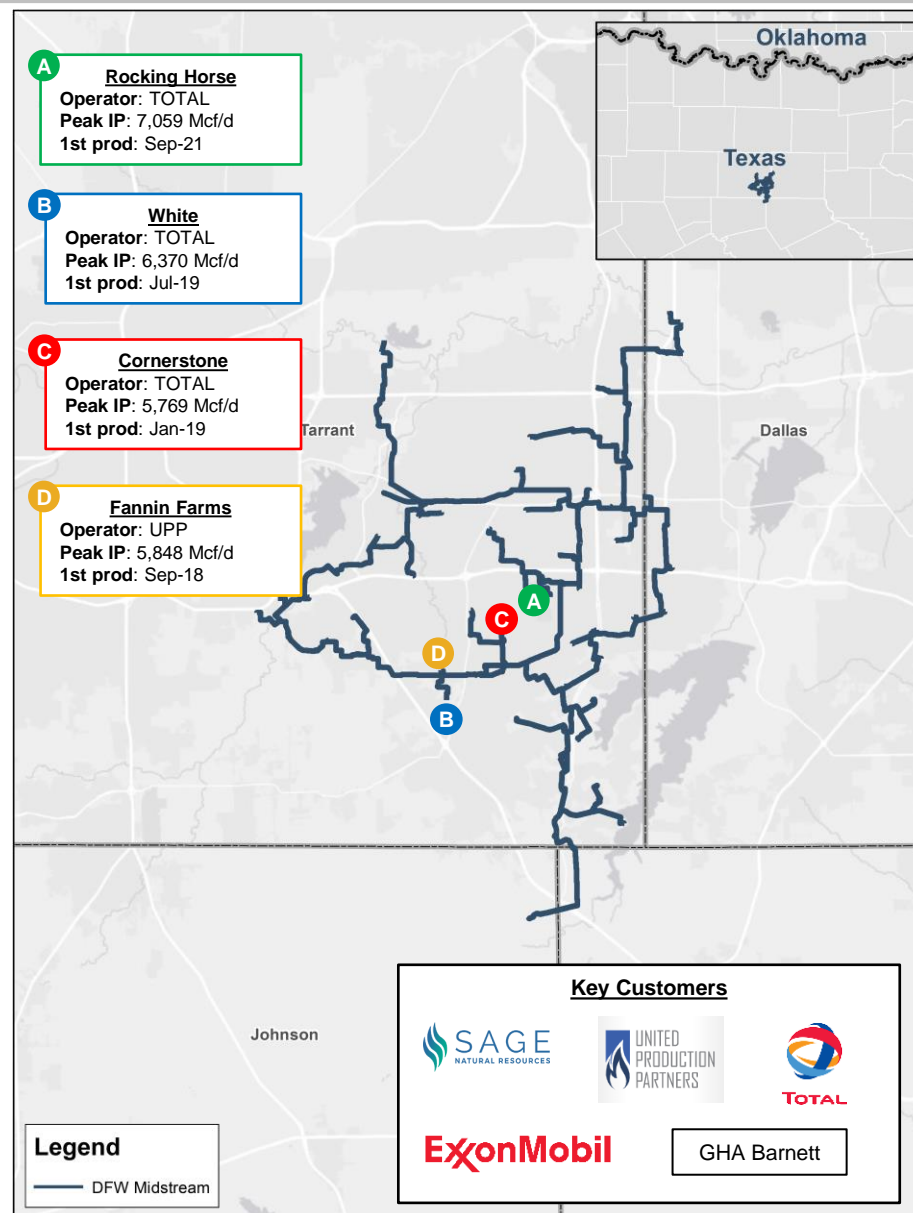 A
Rocking Horse
Operator: TOTAL
Peak IP: 7,059 Mcf/d
1st prod: Sep-21
B
White
Operator: TOTAL
Peak IP: 6,370 Mcf/d
1st prod: Jul-19
C
Cornerstone
Operator: TOTAL
Peak IP: 5,769 Mcf/d
1st prod: Jan-19
D
Fannin Farms
Operator: UPP
Peak IP: 5,848 Mcf/d
1st prod: Sep-18
Oklahoma
Texas
Tarrant
Dallas
A
C
D
B
Johnson
Key Customers
SAGE
NATURAL RESOURCES
UNITED
PRODUCTION
PARTNERS
TOTAL
ExxonMobil
GHA Barnett
Legend
DFW Midstream